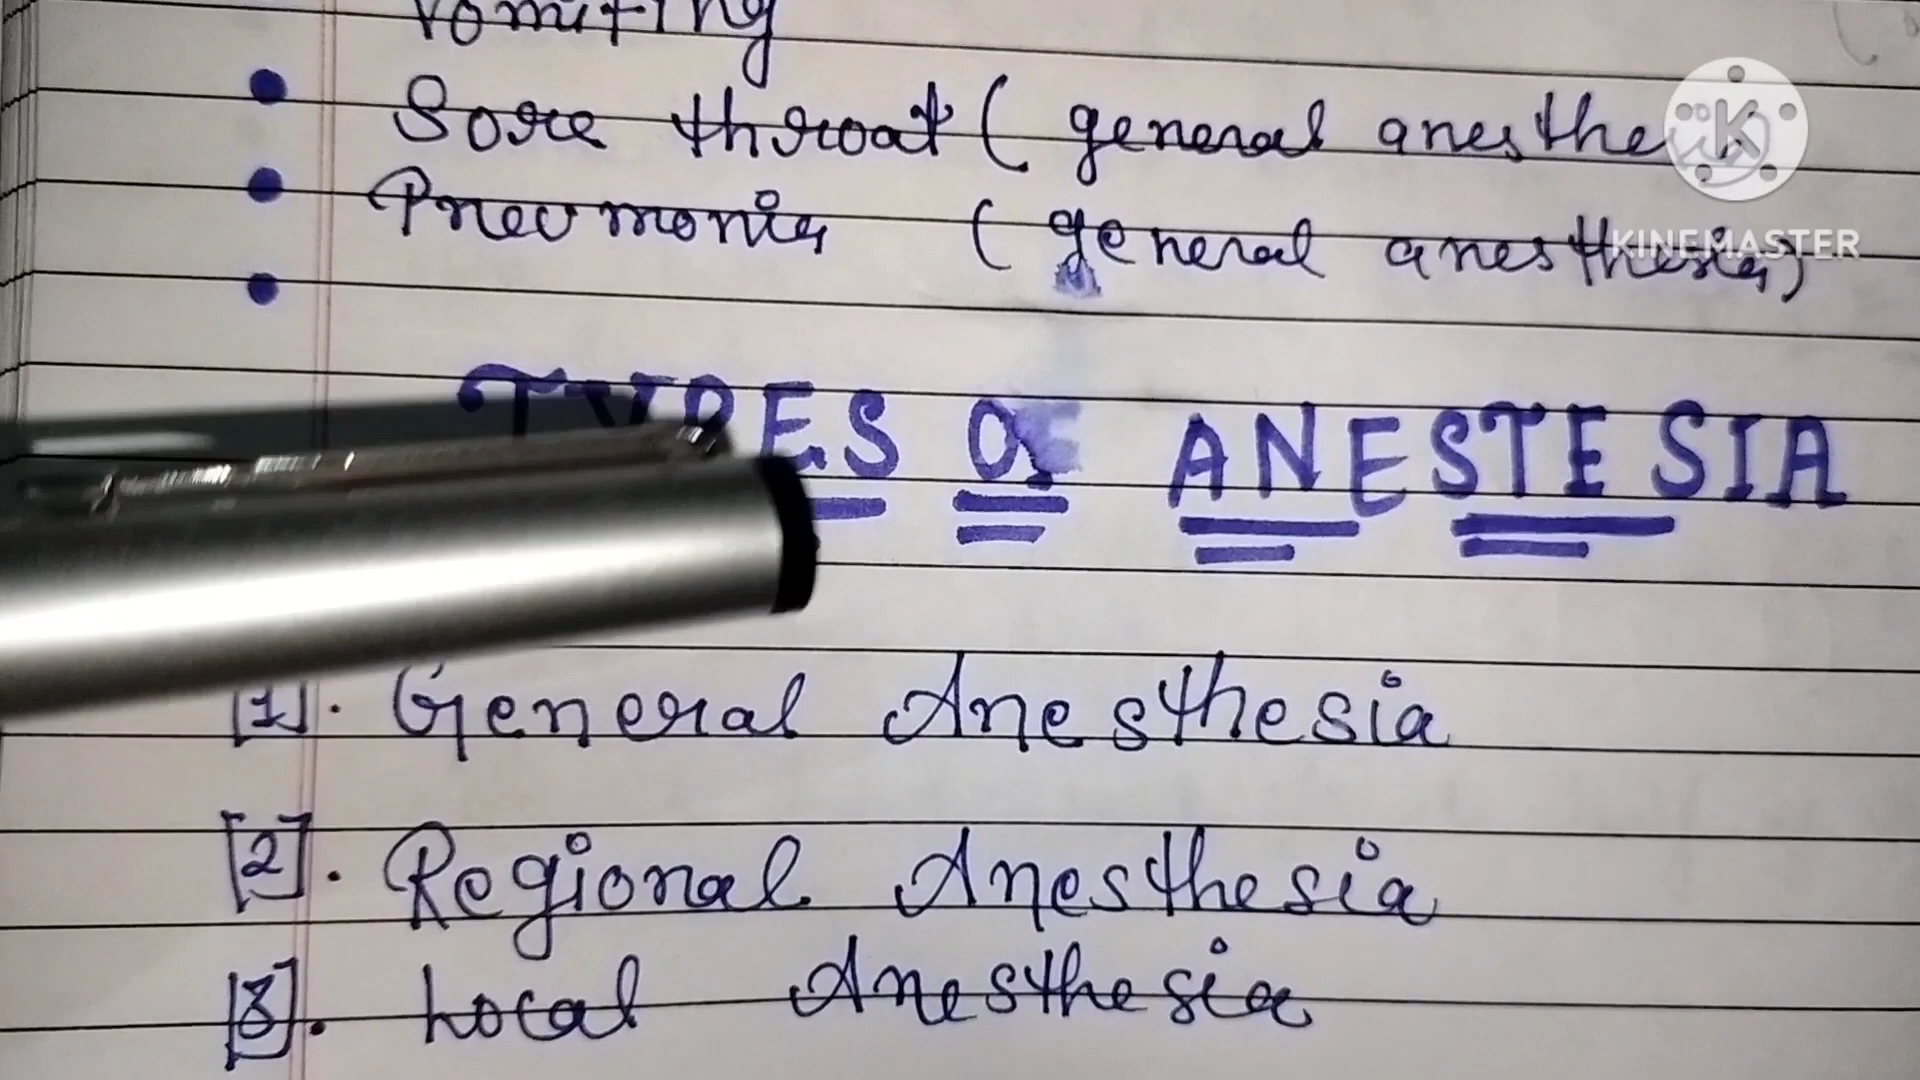 vomiting
• Sore throat ( general anesthe
• Pneumonia ( general anesthesia)
•
TYPES OF ANESTESIA
[1]. General Anesthesia
[2]. Regional Anesthesia
[3]. Local Anesthesia
K
KINEMASTER